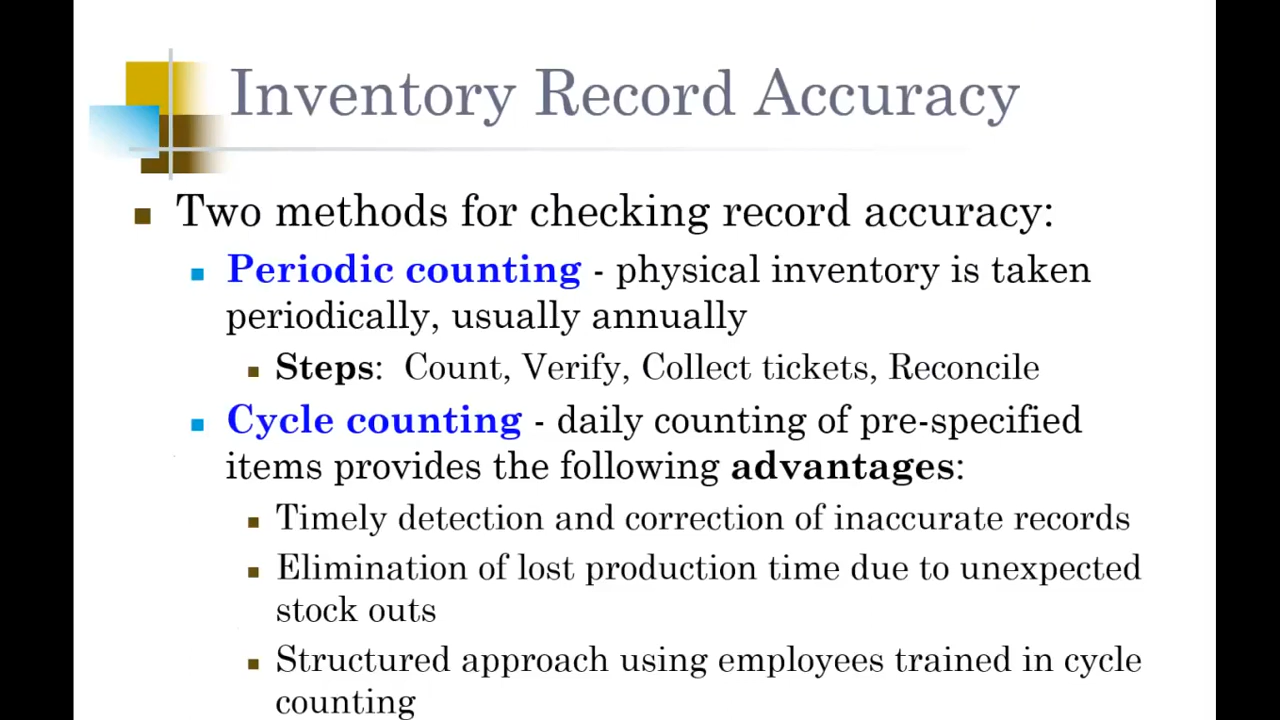 Inventory Record Accuracy
Two methods for checking record accuracy:
Periodic counting - physical inventory is taken
periodically, usually annually
Steps: Count, Verify, Collect tickets, Reconcile
Cycle counting - daily counting of pre-specified
items provides the following advantages:
Timely detection and correction of inaccurate records
Elimination of lost production time due to unexpected
stock outs
Structured approach using employees trained in cycle
counting